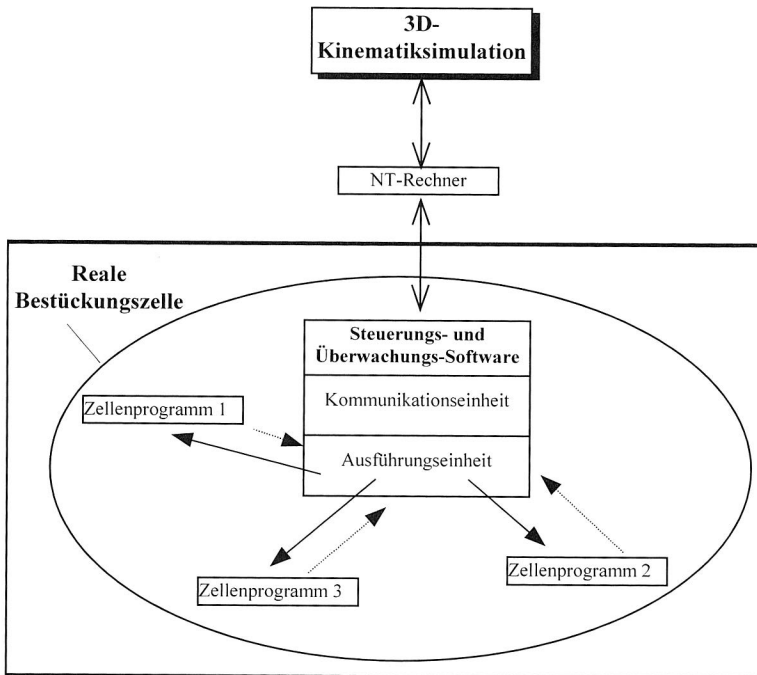 3D-
Kinematiksimulation
NT-Rechner
Reale
Bestückungszelle
Steuerungs- und
Überwachungs-Software
Kommunikationseinheit
Zellenprogramm 1
Ausführungseinheit
Zellenprogramm 2
Zellenprogramm 3